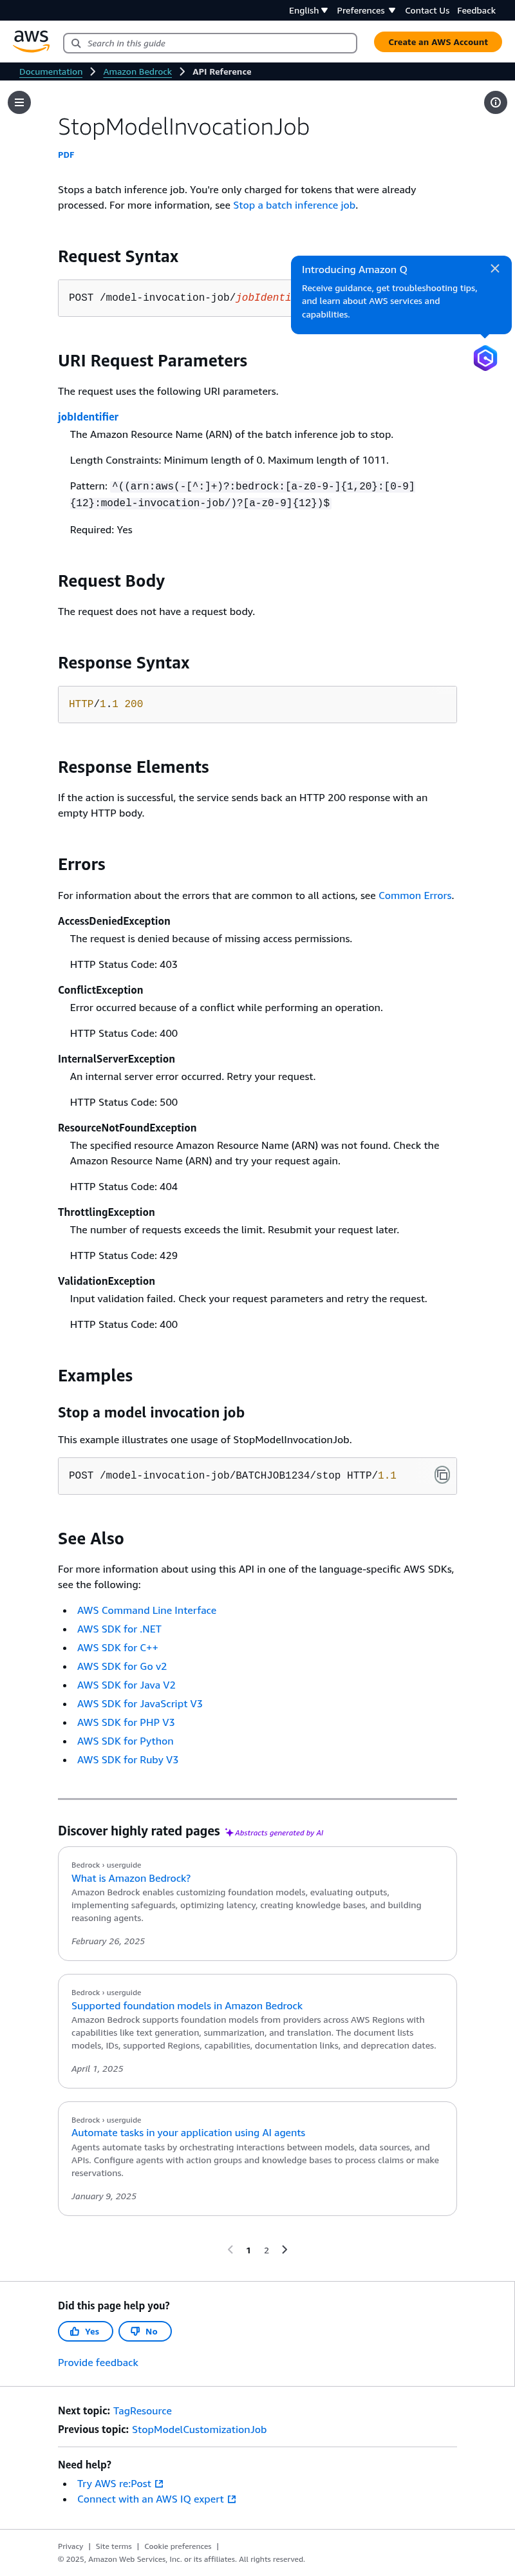 English Preferences Contact Us Feedback
aws
Search in this guide
Create an AWS Account
Documentation Amazon Bedrock API Reference
StopModelInvocationJob
PDF
Stops a batch inference job. You're only charged for tokens that were already
processed. For more information, see Stop a batch inference job.
Request Syntax
POST /model-invocation-job/jobIdenti
Introducing Amazon Q
Receive guidance, get troubleshooting tips,
and learn about AWS services and
capabilities.
URI Request Parameters
The request uses the following URI parameters.
jobIdentifier
The Amazon Resource Name (ARN) of the batch inference job to stop.
Length Constraints: Minimum length of 0. Maximum length of 1011.
Pattern: ^((arn:aws(-[^:]+)?:bedrock:[a-z0-9-]{1,20}:[0-9]
{12}:model-invocation-job/)?[a-z0-9]{12})$
Required: Yes
Request Body
The request does not have a request body.
Response Syntax
HTTP/1.1 200
Response Elements
If the action is successful, the service sends back an HTTP 200 response with an
empty HTTP body.
Errors
For information about the errors that are common to all actions, see Common Errors.
AccessDeniedException
The request is denied because of missing access permissions.
HTTP Status Code: 403
ConflictException
Error occurred because of a conflict while performing an operation.
HTTP Status Code: 400
InternalServerException
An internal server error occurred. Retry your request.
HTTP Status Code: 500
ResourceNotFoundException
The specified resource Amazon Resource Name (ARN) was not found. Check the
Amazon Resource Name (ARN) and try your request again.
HTTP Status Code: 404
ThrottlingException
The number of requests exceeds the limit. Resubmit your request later.
HTTP Status Code: 429
ValidationException
Input validation failed. Check your request parameters and retry the request.
HTTP Status Code: 400
Examples
Stop a model invocation job
This example illustrates one usage of StopModelInvocationJob.
POST /model-invocation-job/BATCHJOB1234/stop HTTP/1.1
See Also
For more information about using this API in one of the language-specific AWS SDKs,
see the following:
• AWS Command Line Interface
• AWS SDK for .NET
• AWS SDK for C++
• AWS SDK for Go v2
• AWS SDK for Java V2
• AWS SDK for JavaScript V3
• AWS SDK for PHP V3
• AWS SDK for Python
• AWS SDK for Ruby V3
Discover highly rated pages Abstracts generated by AI
Bedrock › userguide
What is Amazon Bedrock?
Amazon Bedrock enables customizing foundation models, evaluating outputs,
implementing safeguards, optimizing latency, creating knowledge bases, and building
reasoning agents.
February 26, 2025
Bedrock › userguide
Supported foundation models in Amazon Bedrock
Amazon Bedrock supports foundation models from providers across AWS Regions with
capabilities like text generation, summarization, and translation. The document lists
models, IDs, supported Regions, capabilities, documentation links, and deprecation dates.
April 1, 2025
Bedrock › userguide
Automate tasks in your application using AI agents
Agents automate tasks by orchestrating interactions between models, data sources, and
APIs. Configure agents with action groups and knowledge bases to process claims or make
reservations.
January 9, 2025
1 2
Did this page help you?
Yes No
Provide feedback
Next topic: TagResource
Previous topic: StopModelCustomizationJob
Need help?
• Try AWS re:Post
• Connect with an AWS IQ expert
Privacy | Site terms | Cookie preferences |
© 2025, Amazon Web Services, Inc. or its affiliates. All rights reserved.